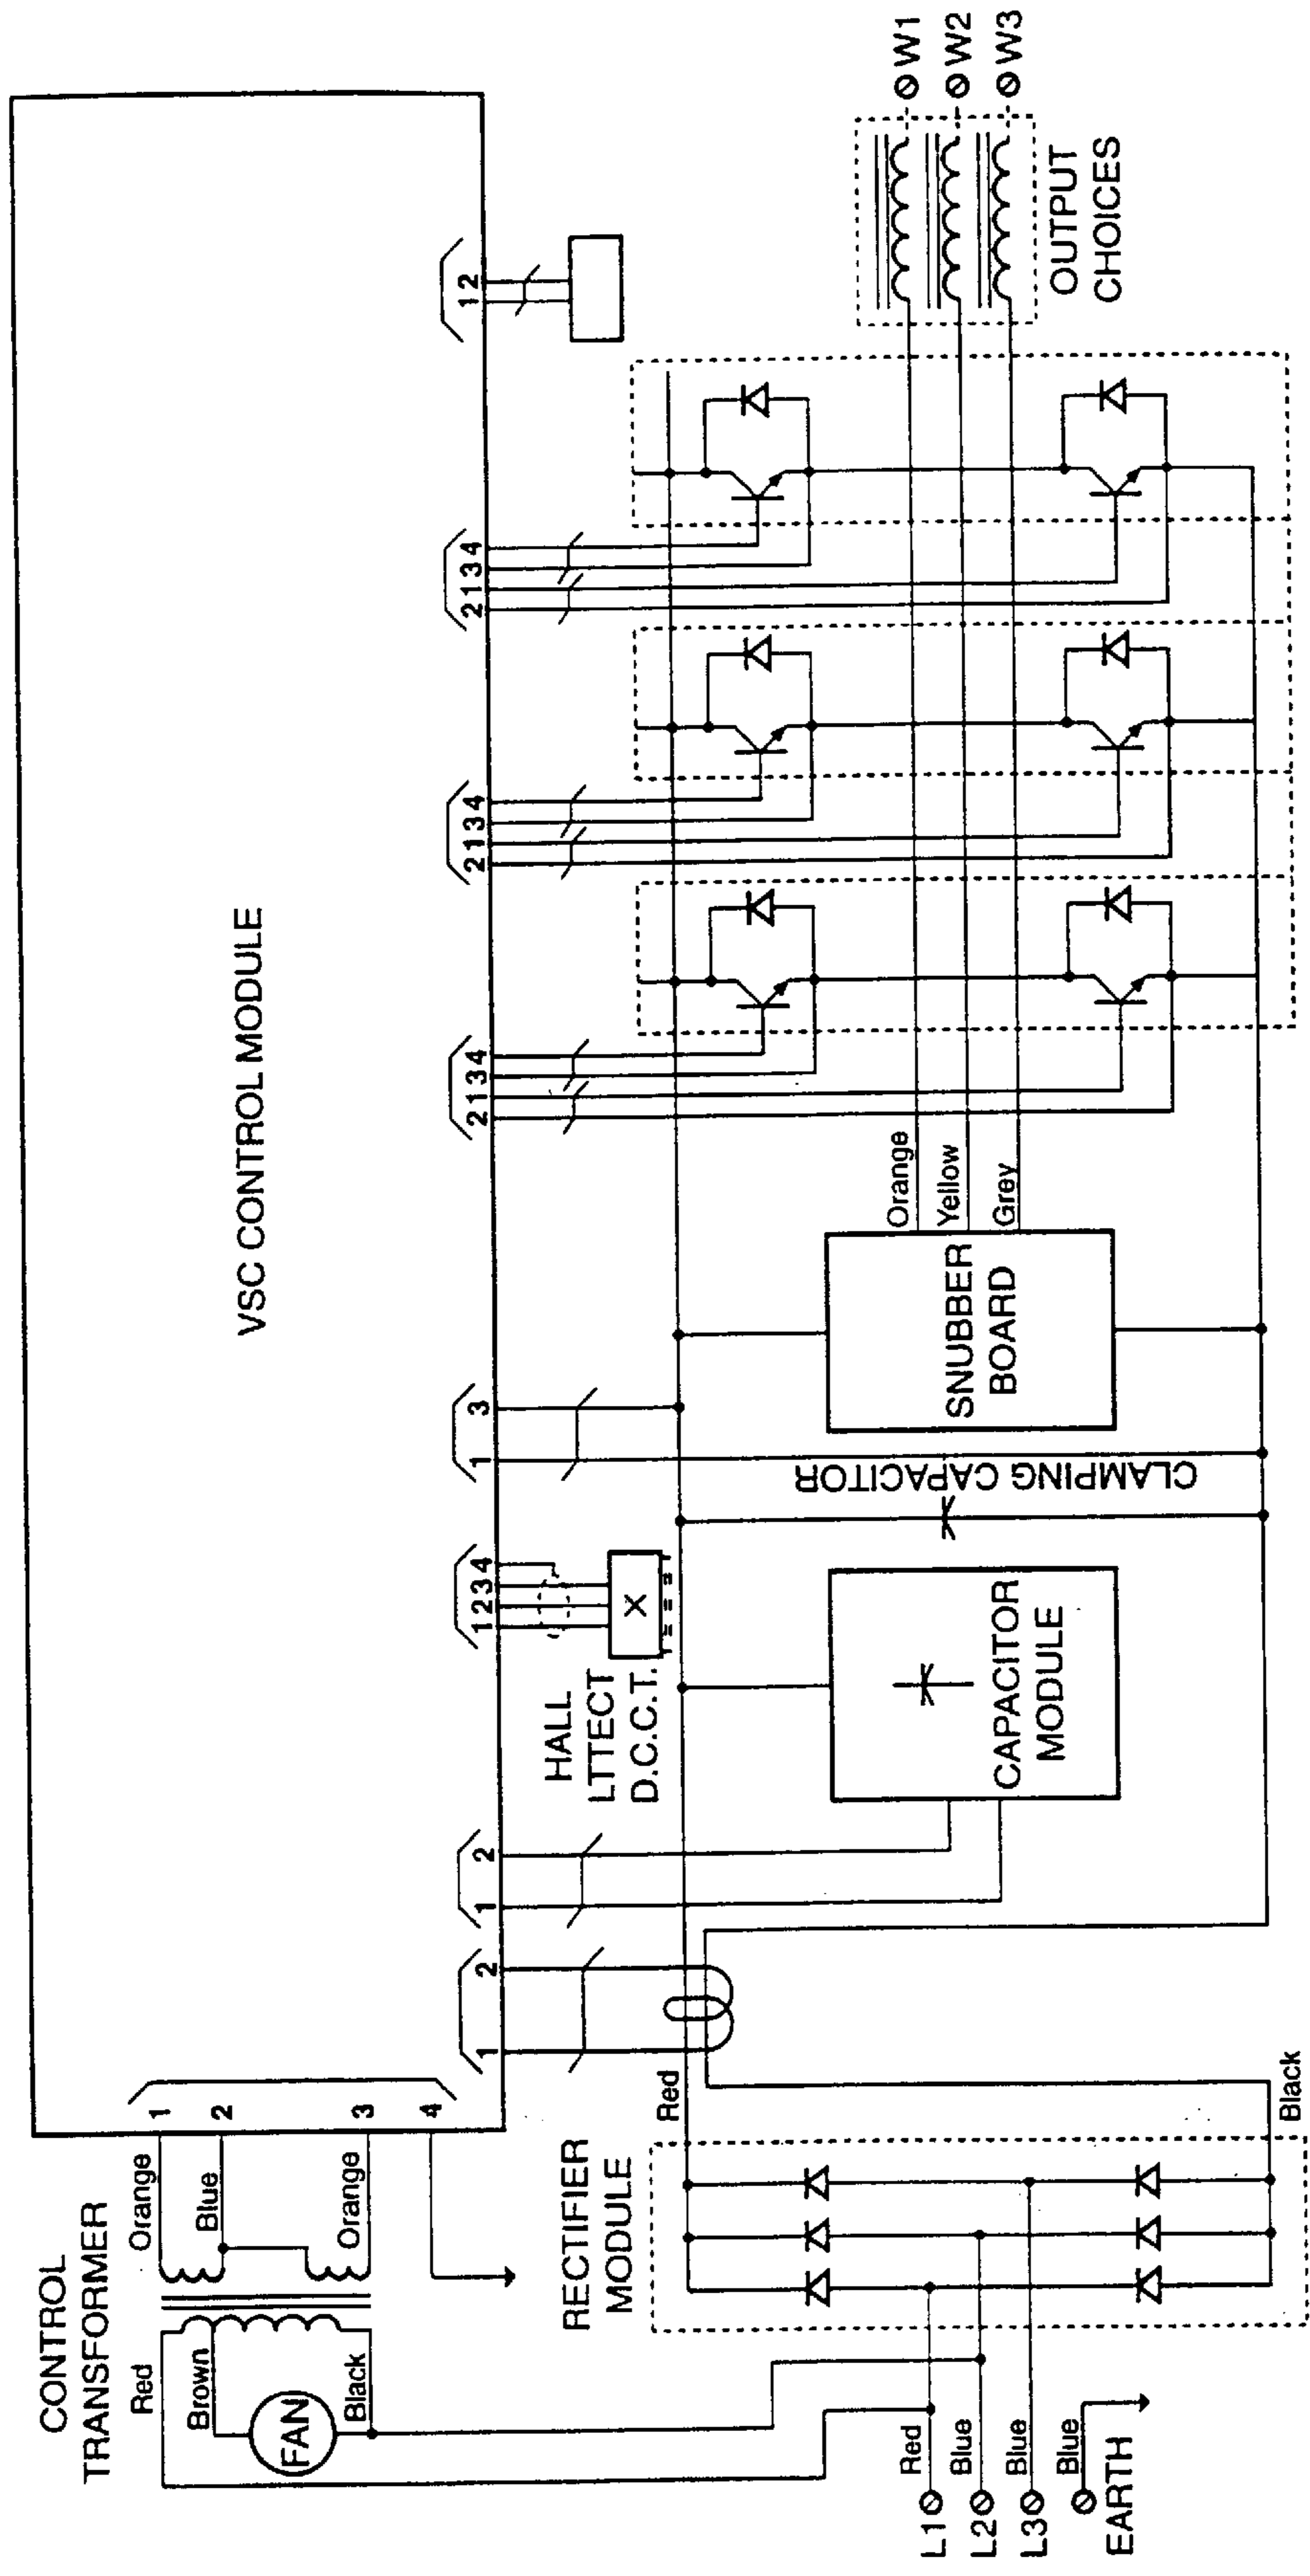 VSC CONTROL MODULE
CONTROL
TRANSFORMER
Red
Brown
FAN
Black
Orange
Blue
Orange
1
2
3
4
1 2
1 2
HALL
LTTECT
D.C.C.T.
1234
X
1 3
2134
2134
2134
12
RECTIFIER
MODULE
Red
Black
CAPACITOR
MODULE
CLAMPING CAPACITOR
SNUBBER
BOARD
Orange
Yellow
Grey
OUTPUT
CHOICES
W1
W2
W3
L1
Red
L2
Blue
L3
Blue
Blue
EARTH